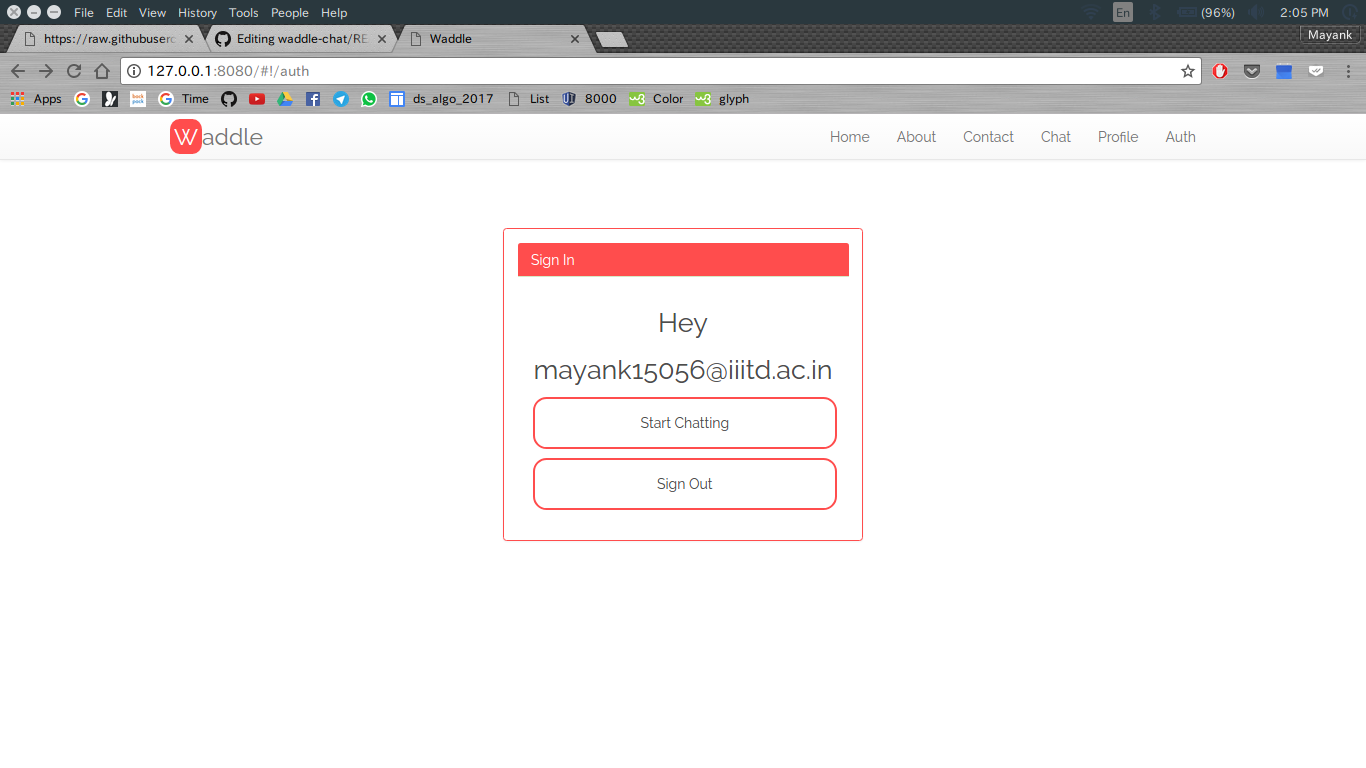 File Edit View History Tools People Help En (96%) 2:05 PM
https://raw.githubuserc Editing waddle-chat/RE Waddle Mayank
127.0.0.1:8080/#!/auth
Apps Time ds_algo_2017 List 8000 Color glyph
Waddle Home About Contact Chat Profile Auth
Sign In
Hey
mayank15056@iiitd.ac.in
Start Chatting
Sign Out